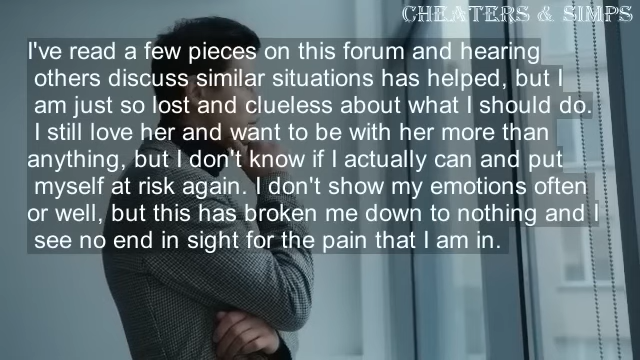 CHEATERS & SIMPS
I've read a few pieces on this forum and hearing
others discuss similar situations has helped, but I
am just so lost and clueless about what I should do.
I still love her and want to be with her more than
anything, but I don't know if I actually can and put
myself at risk again. I don't show my emotions often
or well, but this has broken me down to nothing and I
see no end in sight for the pain that I am in.